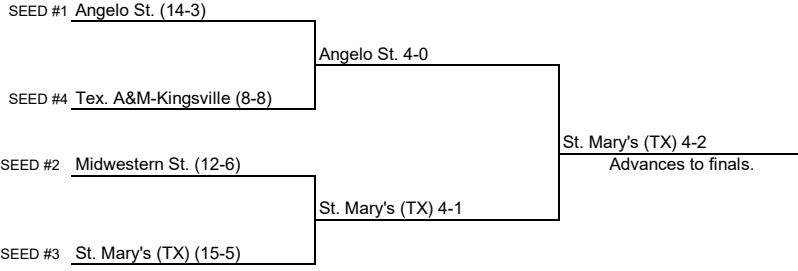 SEED #1 Angelo St. (14-3)
Angelo St. 4-0
SEED #4 Tex. A&M-Kingsville (8-8)
St. Mary's (TX) 4-2
Advances to finals.
SEED #2 Midwestern St. (12-6)
St. Mary's (TX) 4-1
SEED #3 St. Mary's (TX) (15-5)